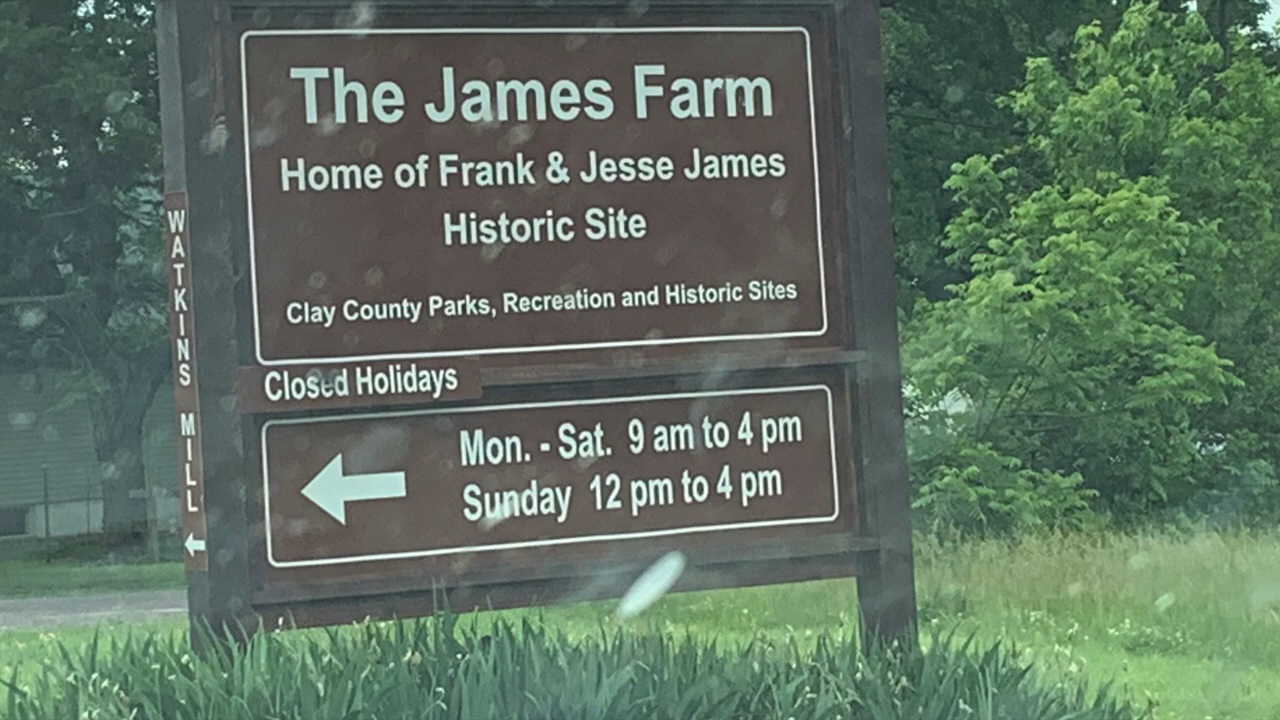 The James Farm
Home of Frank & Jesse James
Historic Site
Clay County Parks, Recreation and Historic Sites
Closed Holidays
Mon. - Sat. 9 am to 4 pm
Sunday 12 pm to 4 pm
WATKINS MILL